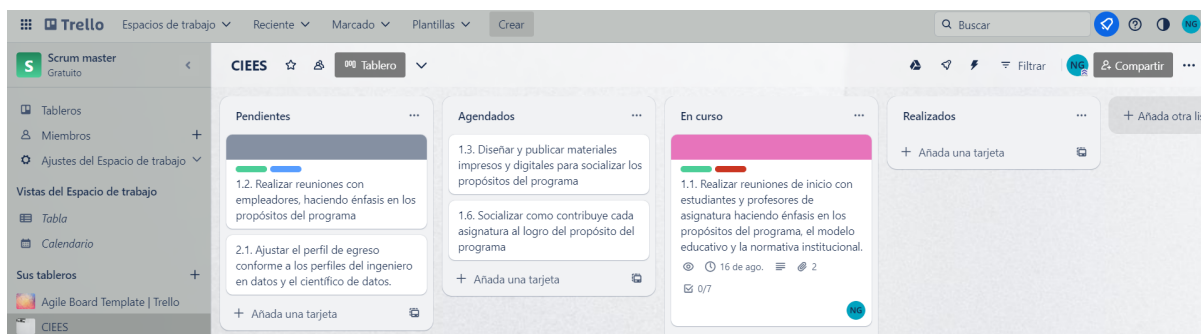 Trello Espacios de trabajo Reciente Marcado Plantillas Crear Buscar NG
S Scrum master
Gratuito
CIEES Tablero Filtrar NG Compartir
Tableros
Miembros
Ajustes del Espacio de trabajo
Vistas del Espacio de trabajo
Tabla
Calendario
Sus tableros
Agile Board Template | Trello
CIEES
Pendientes
1.2. Realizar reuniones con
empleadores, haciendo énfasis en los
propósitos del programa
2.1. Ajustar el perfil de egreso
conforme a los perfiles del ingeniero
en datos y el científico de datos.
+ Añada una tarjeta
Agendados
1.3. Diseñar y publicar materiales
impresos y digitales para socializar los
propósitos del programa
1.6. Socializar como contribuye cada
asignatura al logro del propósito del
programa
+ Añada una tarjeta
En curso
1.1. Realizar reuniones de inicio con
estudiantes y profesores de
asignatura haciendo énfasis en los
propósitos del programa, el modelo
educativo y la normativa institucional.
16 de ago. 2
0/7
NG
Realizados
+ Añada una tarjeta
+ Añada otra lis